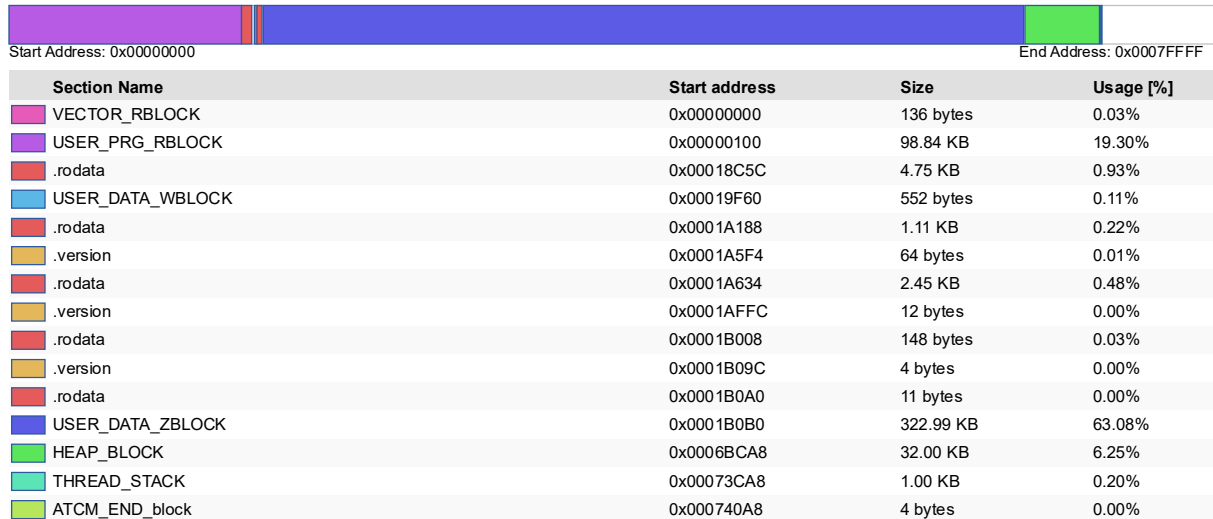 Start Address: 0x00000000 End Address: 0x0007FFFF
Section Name Start address Size Usage [%]
VECTOR_RBLOCK 0x00000000 136 bytes 0.03%
USER_PRG_RBLOCK 0x00000100 98.84 KB 19.30%
.rodata 0x00018C5C 4.75 KB 0.93%
USER_DATA_WBLOCK 0x00019F60 552 bytes 0.11%
.rodata 0x0001A188 1.11 KB 0.22%
.version 0x0001A5F4 64 bytes 0.01%
.rodata 0x0001A634 2.45 KB 0.48%
.version 0x0001AFFC 12 bytes 0.00%
.rodata 0x0001B008 148 bytes 0.03%
.version 0x0001B09C 4 bytes 0.00%
.rodata 0x0001B0A0 11 bytes 0.00%
USER_DATA_ZBLOCK 0x0001B0B0 322.99 KB 63.08%
HEAP_BLOCK 0x0006BCA8 32.00 KB 6.25%
THREAD_STACK 0x00073CA8 1.00 KB 0.20%
ATCM_END_block 0x000740A8 4 bytes 0.00%